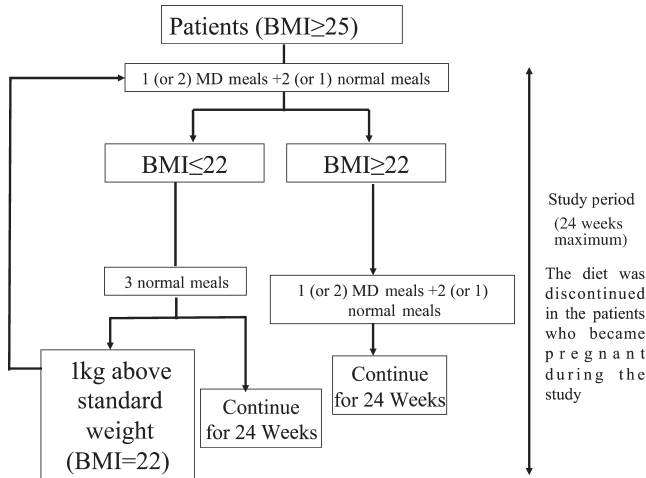 Patients (BMI≥25)
1 (or 2) MD meals +2 (or 1) normal meals
BMI≤22
BMI≥22
3 normal meals
1 (or 2) MD meals +2 (or 1)
normal meals
1kg above
standard
weight
(BMI=22)
Continue
for 24 Weeks
Continue
for 24 Weeks
Study period
(24 weeks
maximum)
The diet was
discontinued
in the patients
who became
pregnant
during the
study